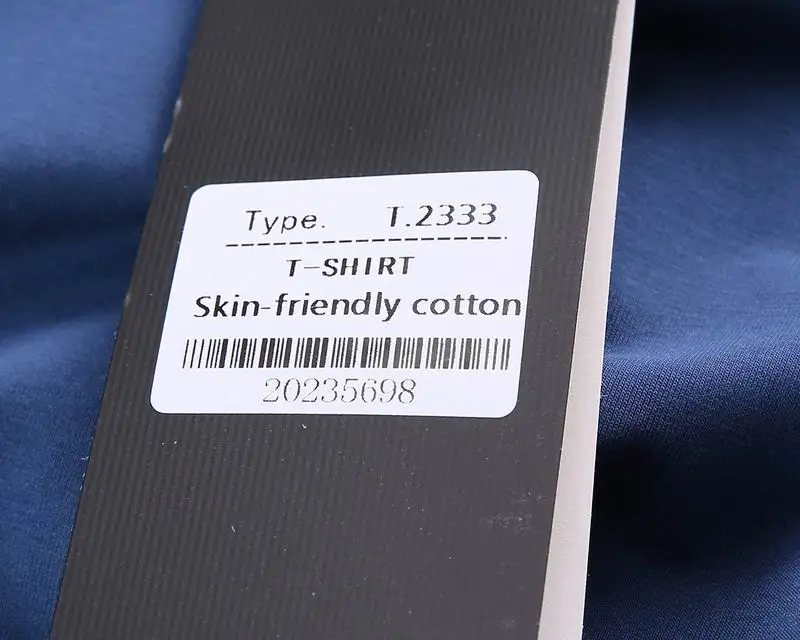 Type. T.2333
T-SHIRT
Skin-friendly cotton
20235698